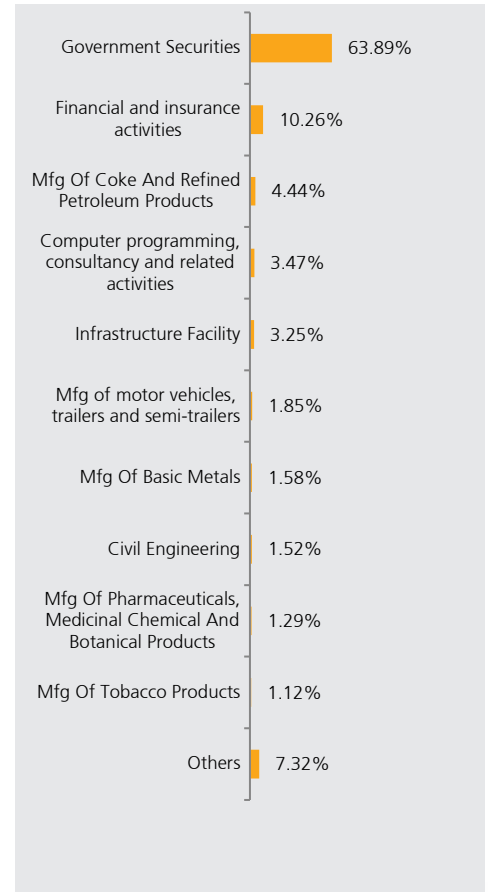 Government Securities 63.89%
Financial and insurance
activities 10.26%
Mfg Of Coke And Refined
Petroleum Products 4.44%
Computer programming,
consultancy and related
activities 3.47%
Infrastructure Facility 3.25%
Mfg of motor vehicles,
trailers and semi-trailers 1.85%
Mfg Of Basic Metals 1.58%
Civil Engineering 1.52%
Mfg Of Pharmaceuticals,
Medicinal Chemical And
Botanical Products 1.29%
Mfg Of Tobacco Products 1.12%
Others 7.32%